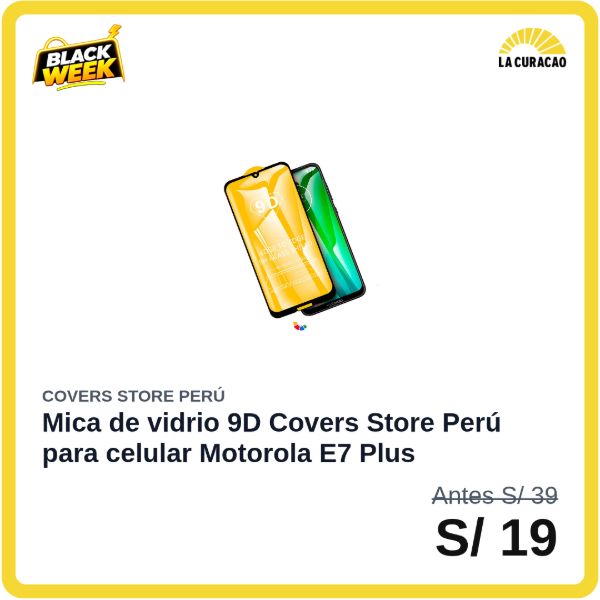 BLACK
WEEK
LA CURACAO
9D
COVERS STORE PERÚ
Mica de vidrio 9D Covers Store Perú
para celular Motorola E7 Plus
Antes S/ 39
S/ 19